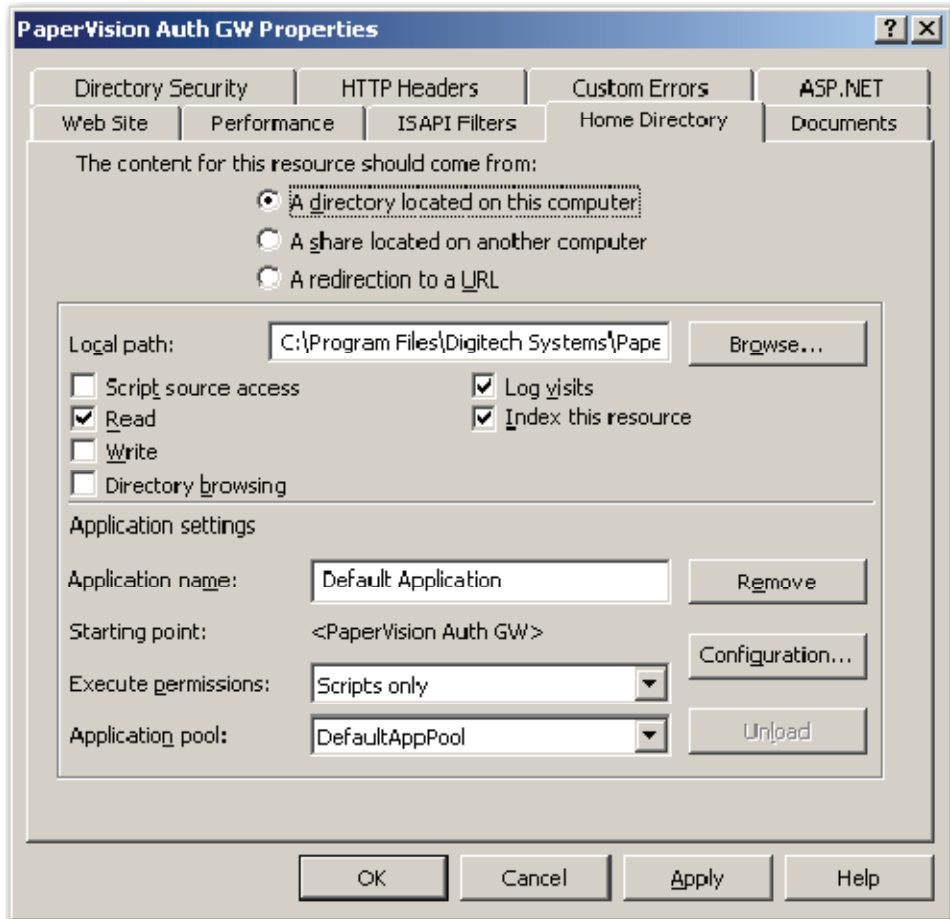 PaperVision Auth GW Properties
Directory Security HTTP Headers Custom Errors ASP.NET
Web Site Performance ISAPI Filters Home Directory Documents
The content for this resource should come from:
A directory located on this computer
A share located on another computer
A redirection to a URL
Local path: C:\Program Files\Digitech Systems\Pape Browse...
Script source access Log visits
Read Index this resource
Write
Directory browsing
Application settings
Application name: Default Application Remove
Starting point: <PaperVision Auth GW>
Configuration...
Execute permissions: Scripts only
Application pool: DefaultAppPool Unload
OK Cancel Apply Help